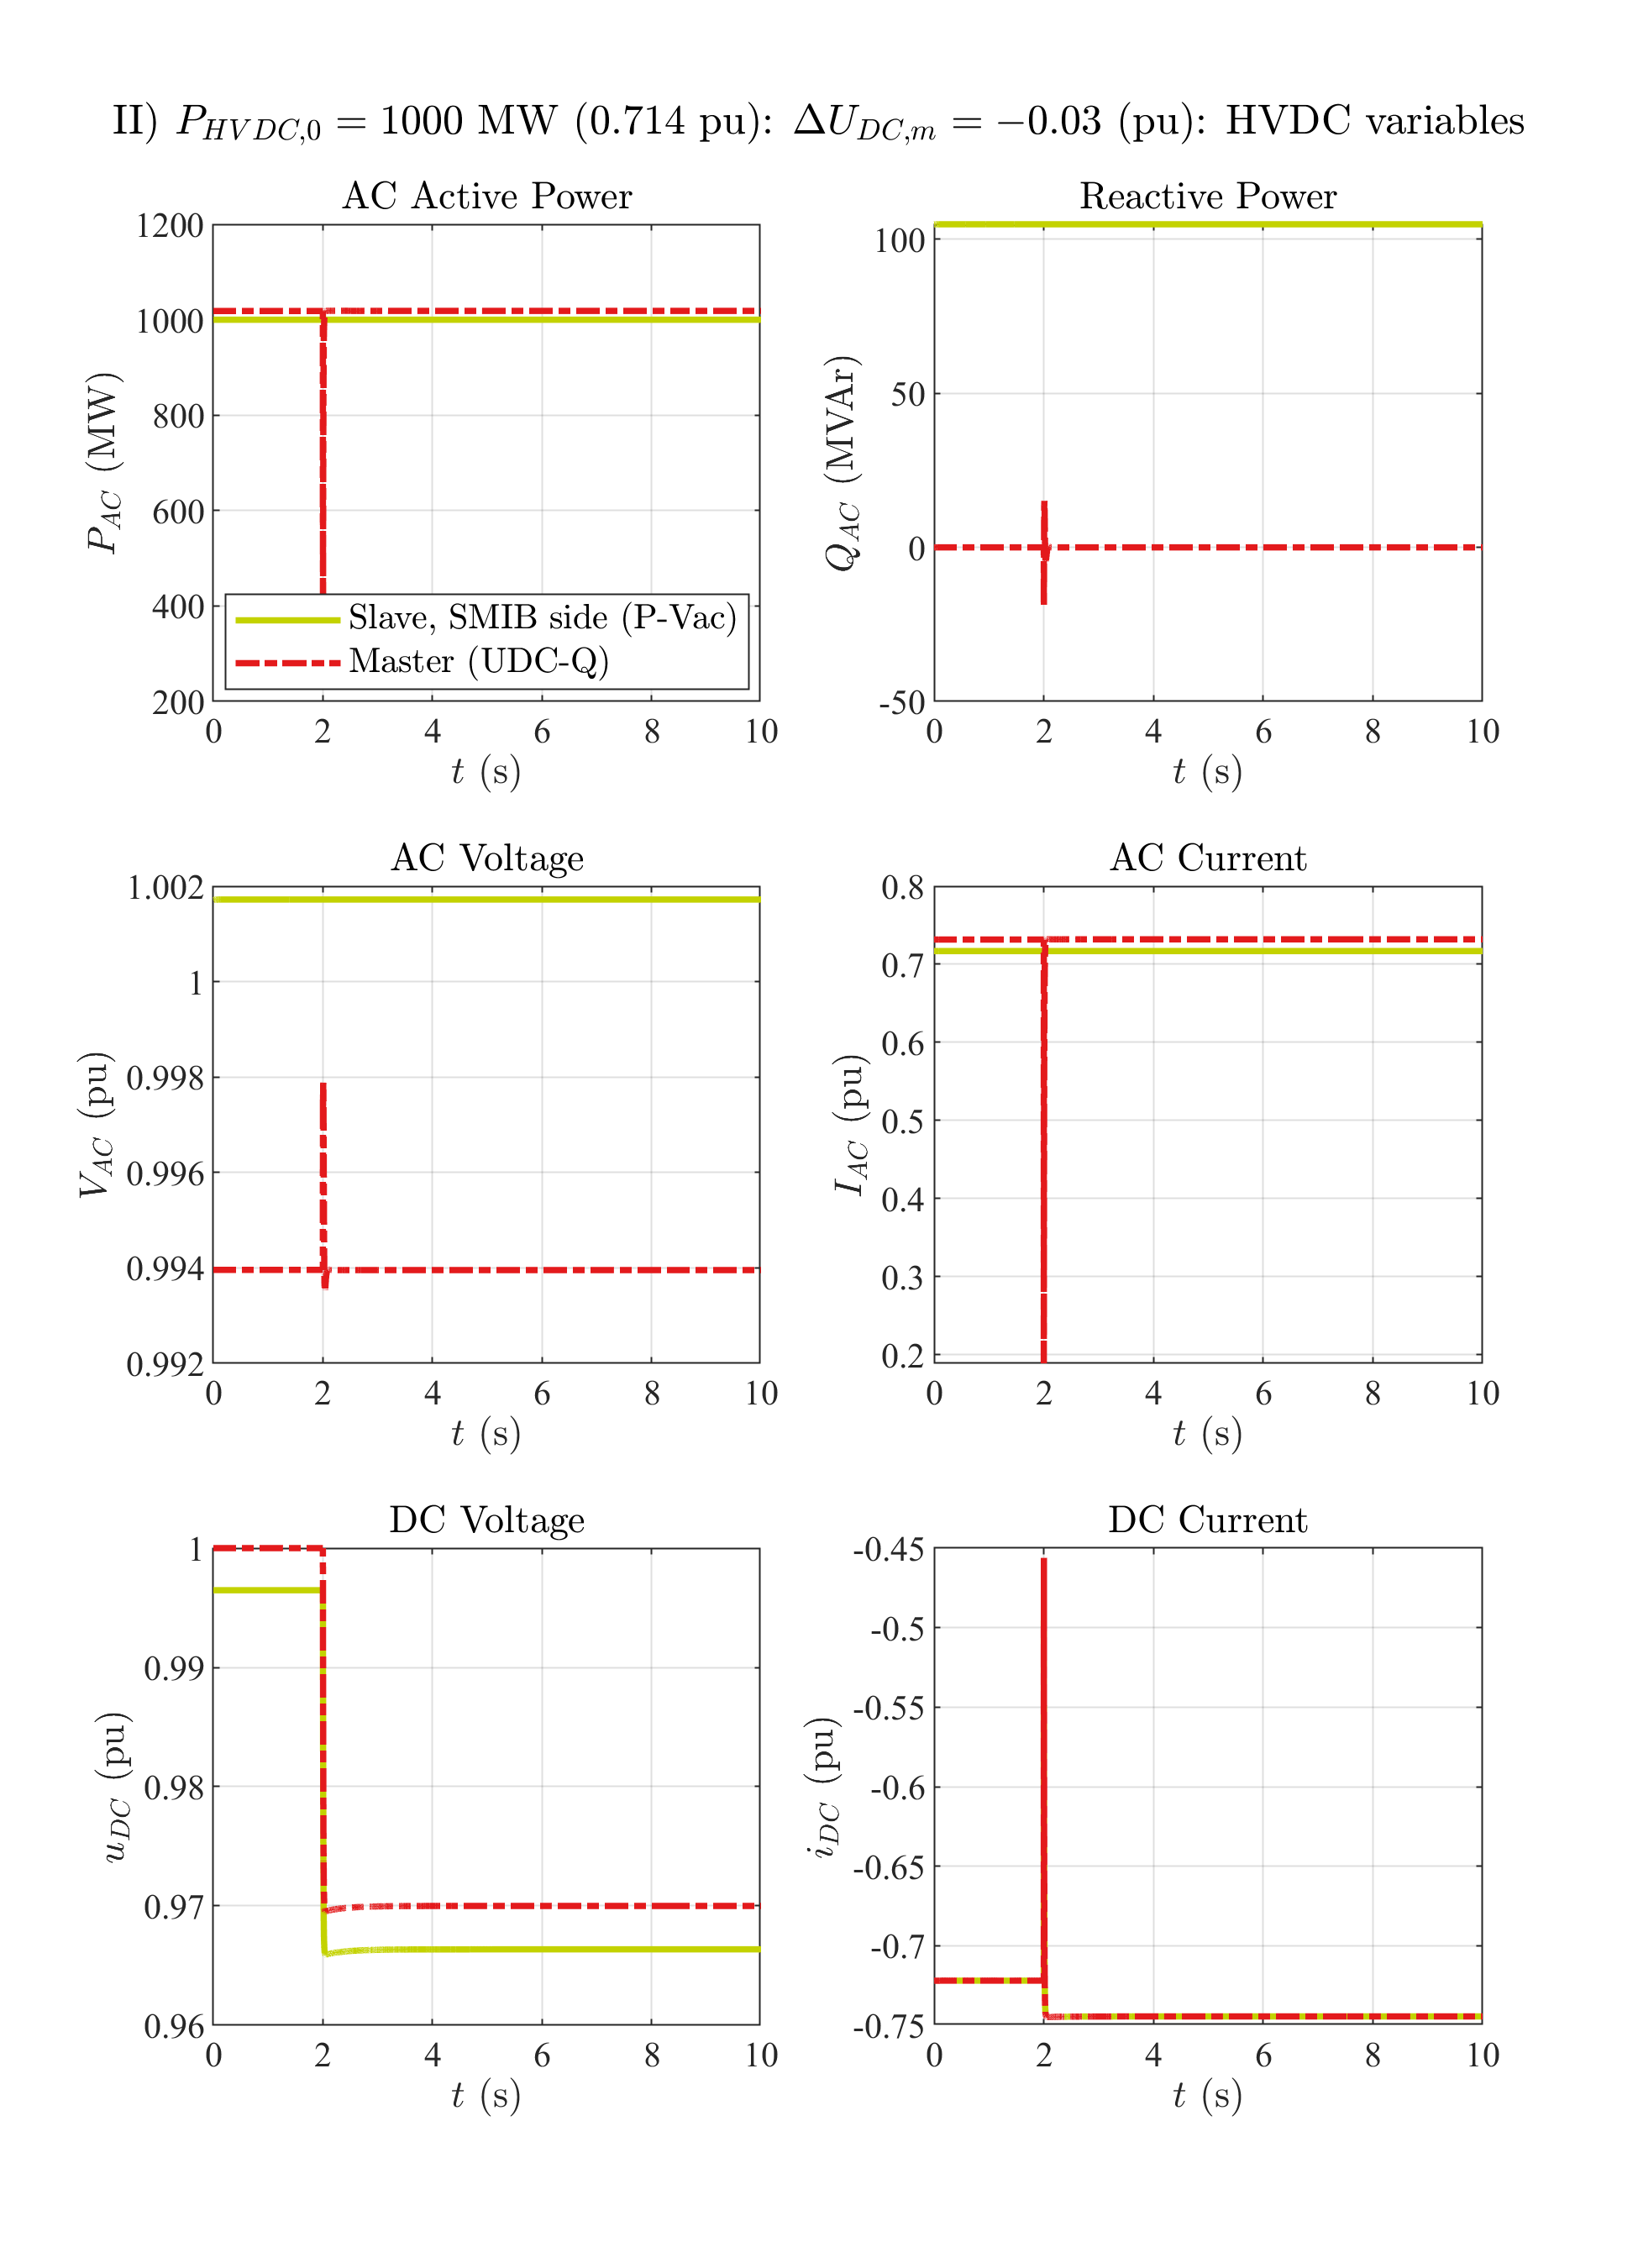 II) P_{HVDC,0} = 1000 MW (0.714 pu): ΔU_{DC,m} = −0.03 (pu): HVDC variables
AC Active Power
1200
1000
800
600
400
200
P_{AC} (MW)
Slave, SMIB side (P-Vac)
Master (UDC-Q)
0 2 4 6 8 10
t (s)
Reactive Power
100
50
0
-50
Q_{AC} (MVAr)
0 2 4 6 8 10
t (s)
AC Voltage
1.002
1
0.998
0.996
0.994
0.992
V_{AC} (pu)
0 2 4 6 8 10
t (s)
AC Current
0.8
0.7
0.6
0.5
0.4
0.3
0.2
I_{AC} (pu)
0 2 4 6 8 10
t (s)
DC Voltage
1
0.99
0.98
0.97
0.96
u_{DC} (pu)
0 2 4 6 8 10
t (s)
DC Current
-0.45
-0.5
-0.55
-0.6
-0.65
-0.7
-0.75
i_{DC} (pu)
0 2 4 6 8 10
t (s)